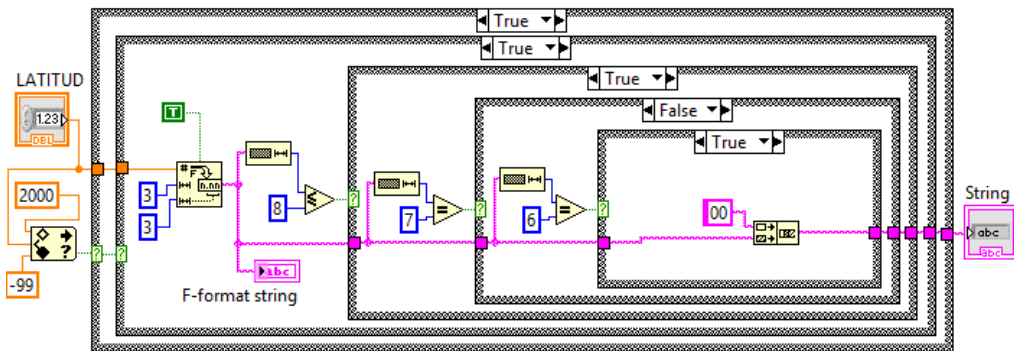 True
True
LATITUD
True
1.23
DBL
False
T
True
#
n.nn
2000
3
8
7
6
00
String
3
abc
abc
?
?
?
?
?
?
-99
abc
F-format string